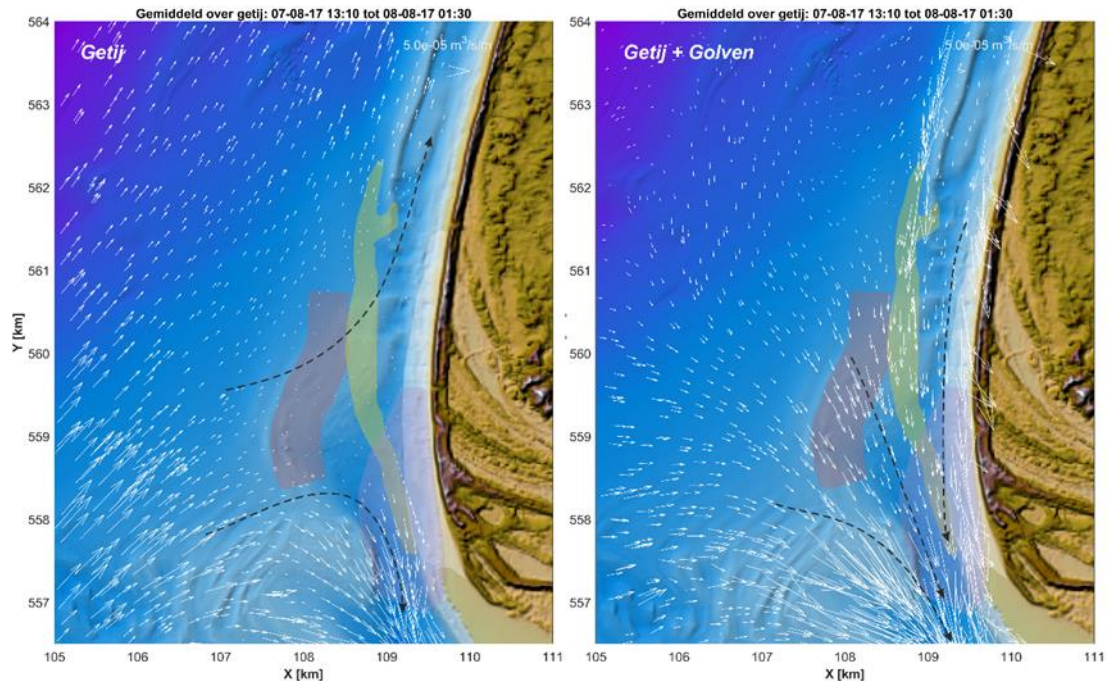 Gemiddeld over getij: 07-08-17 13:10 tot 08-08-17 01:30
Getij
5.0e-05 m³/s/m
564
563
562
561
560
559
558
557
Y [km]
105 106 107 108 109 110 111
X [km]
Gemiddeld over getij: 07-08-17 13:10 tot 08-08-17 01:30
Getij + Golven
5.0e-05 m³/s/m
564
563
562
561
560
559
558
557
105 106 107 108 109 110 111
X [km]